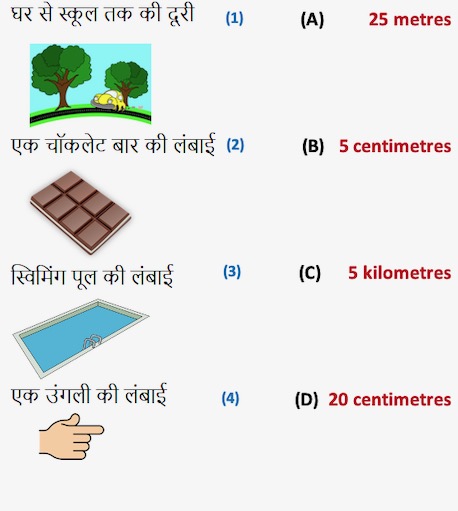 घर से स्कूल तक की दूरी (1) (A) 25 metres
एक चॉकलेट बार की लंबाई (2) (B) 5 centimetres
स्विमिंग पूल की लंबाई (3) (C) 5 kilometres
एक उंगली की लंबाई (4) (D) 20 centimetres